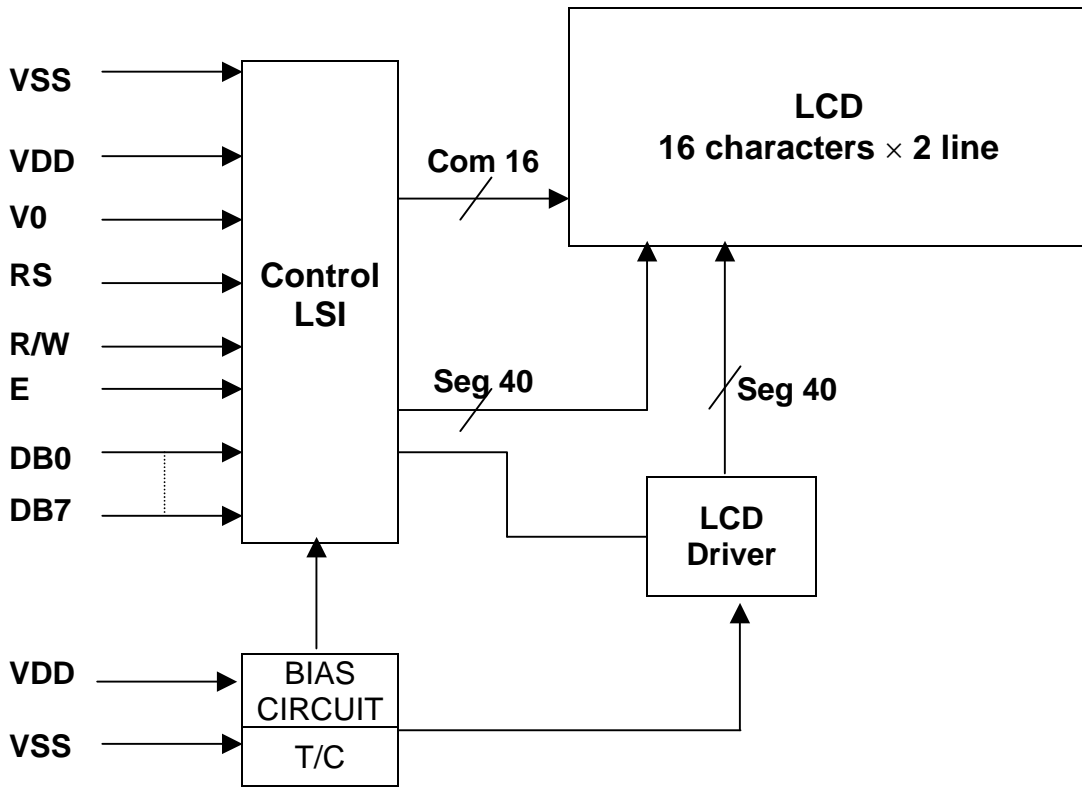 VSS
VDD
V0
RS
R/W
E
DB0
DB7
Control
LSI
Com 16
Seg 40
LCD
16 characters × 2 line
Seg 40
LCD
Driver
VDD
VSS
BIAS
CIRCUIT
T/C